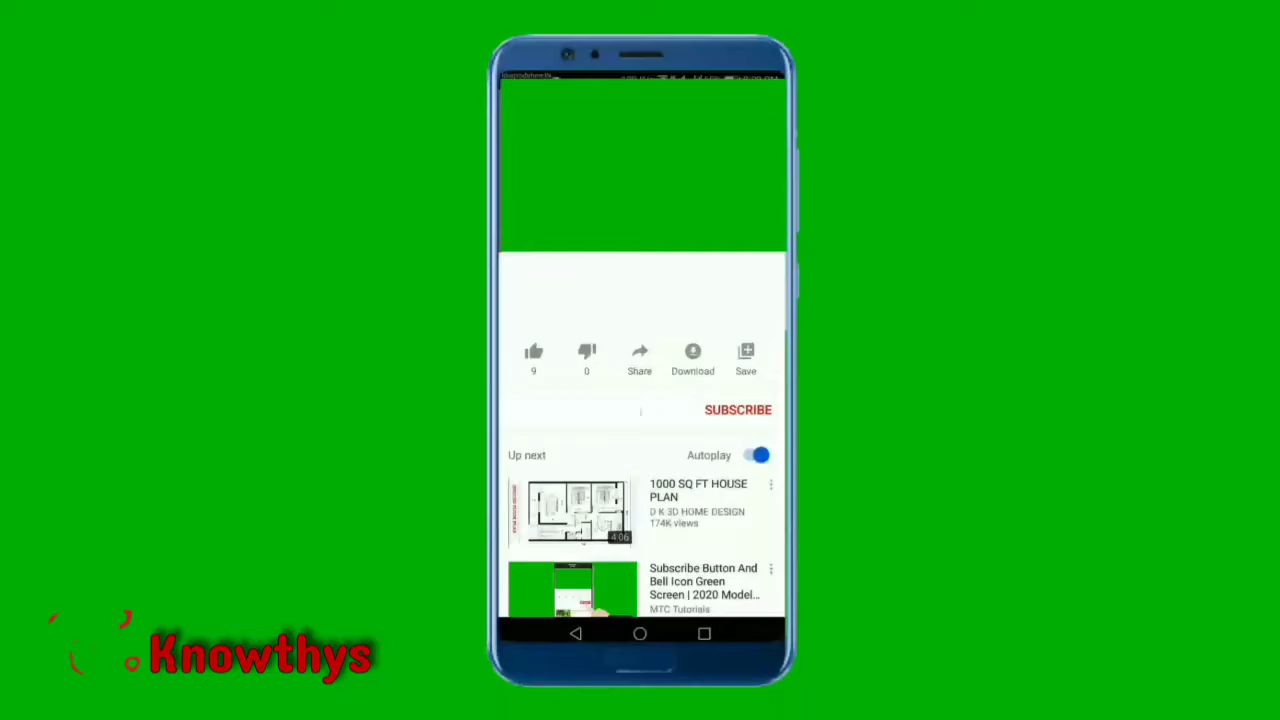 9
0
Share
Download
Save
SUBSCRIBE
Up next
Autoplay
1000 SQ FT HOUSE
PLAN
D K 3D HOME DESIGN
174K views
4:06
Subscribe Button And
Bell Icon Green
Screen | 2020 Model...
MTC Tutorials
Knowthys